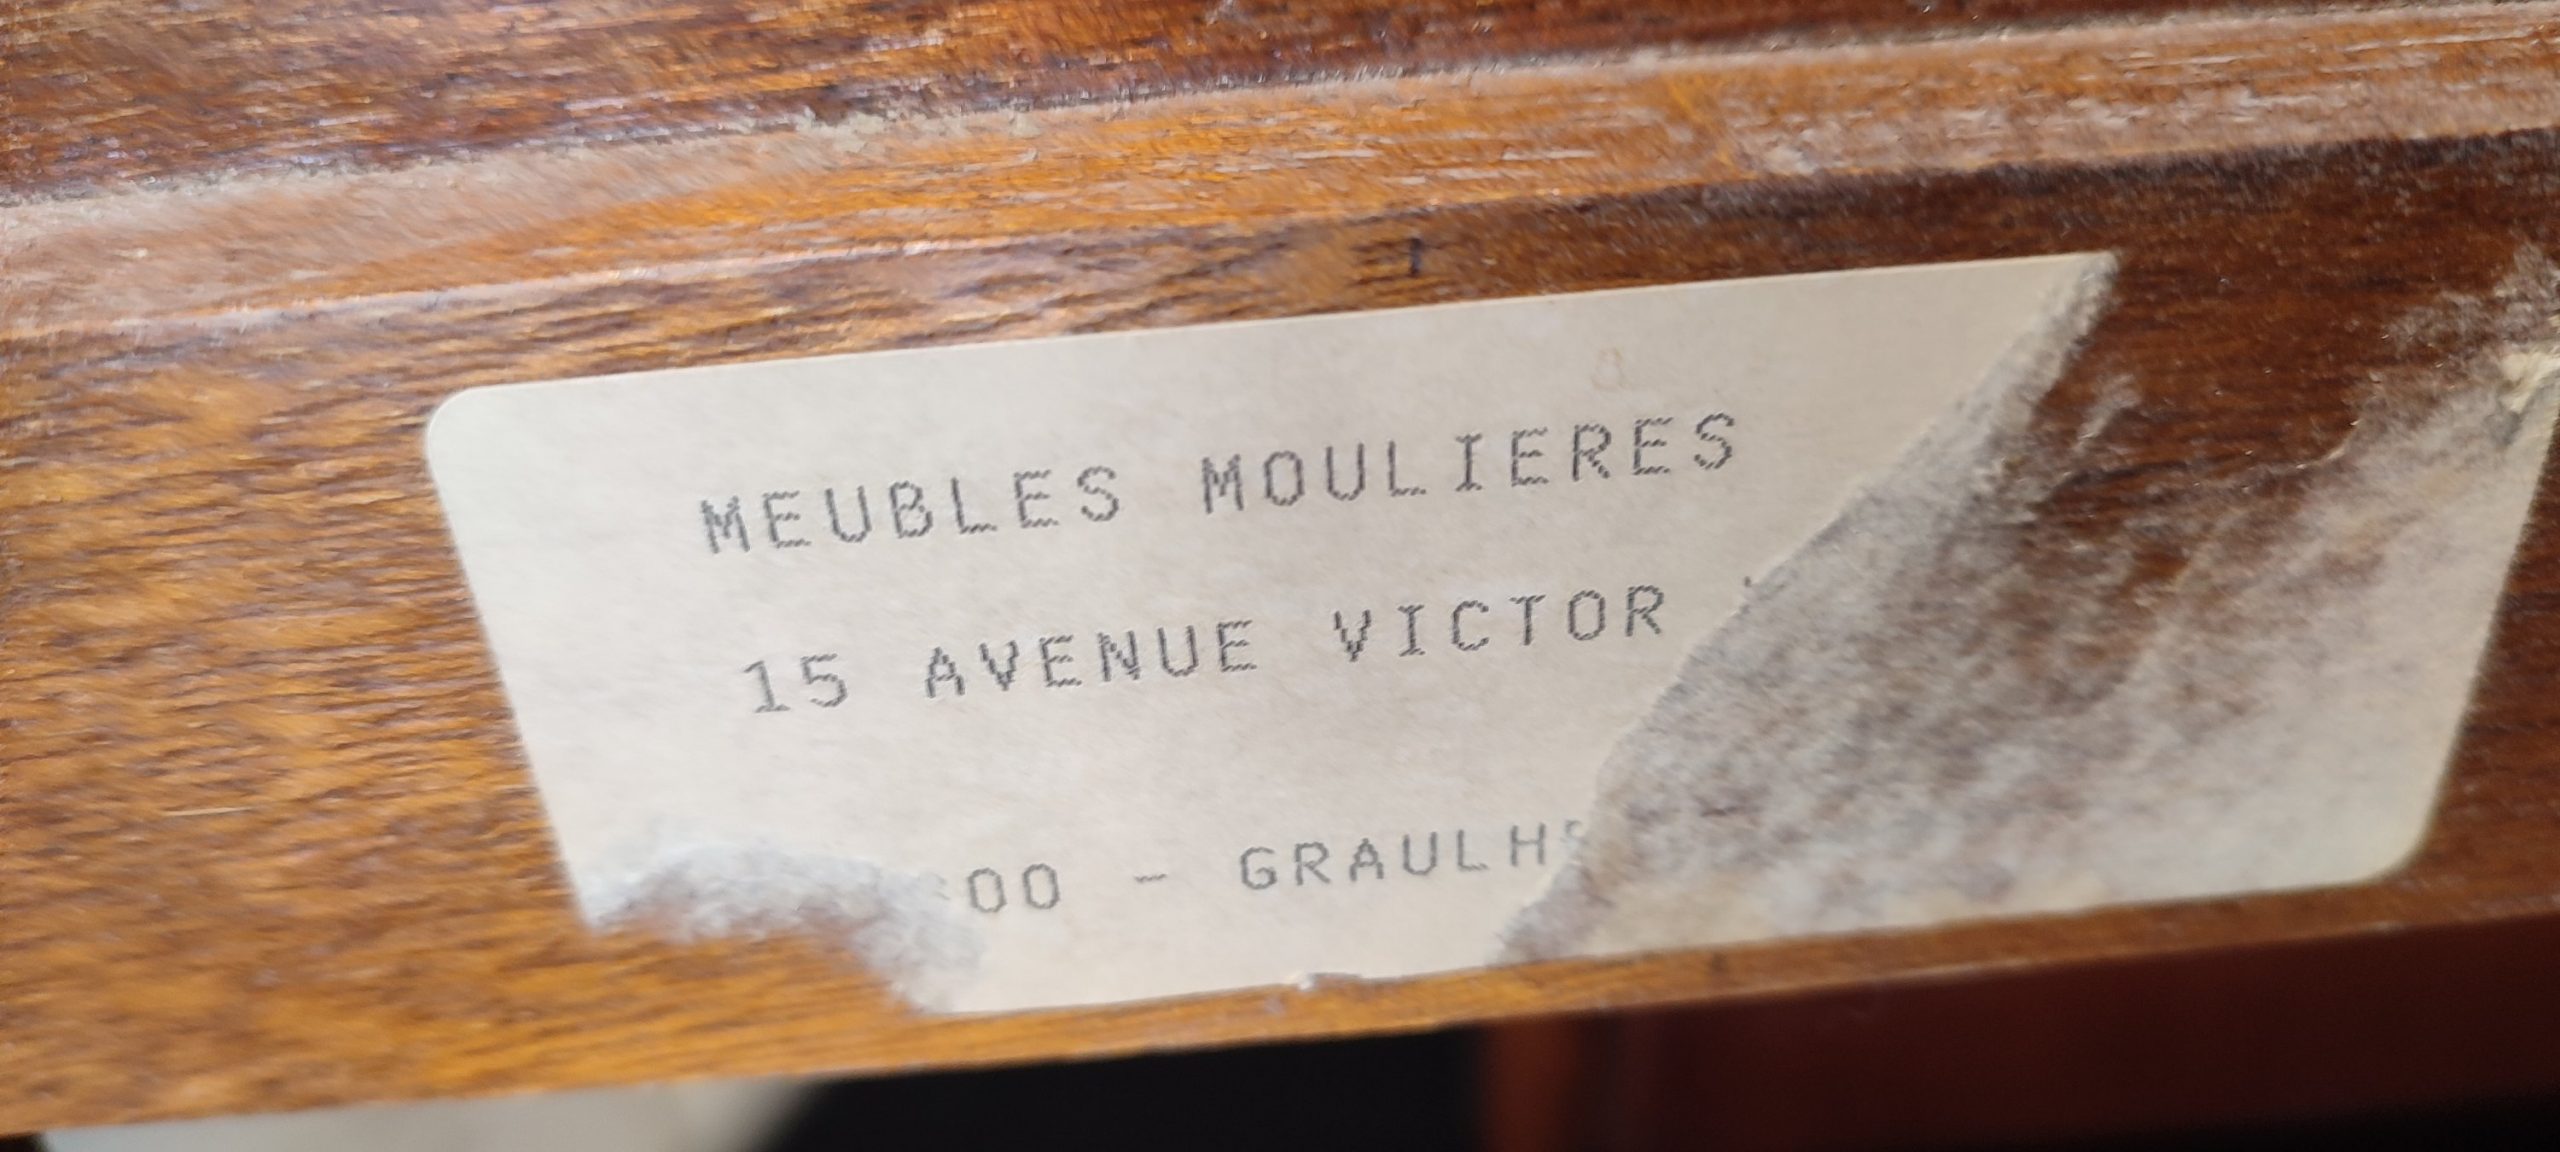 MEUBLES MOULIERES
15 AVENUE VICTOR
00 - GRAULH